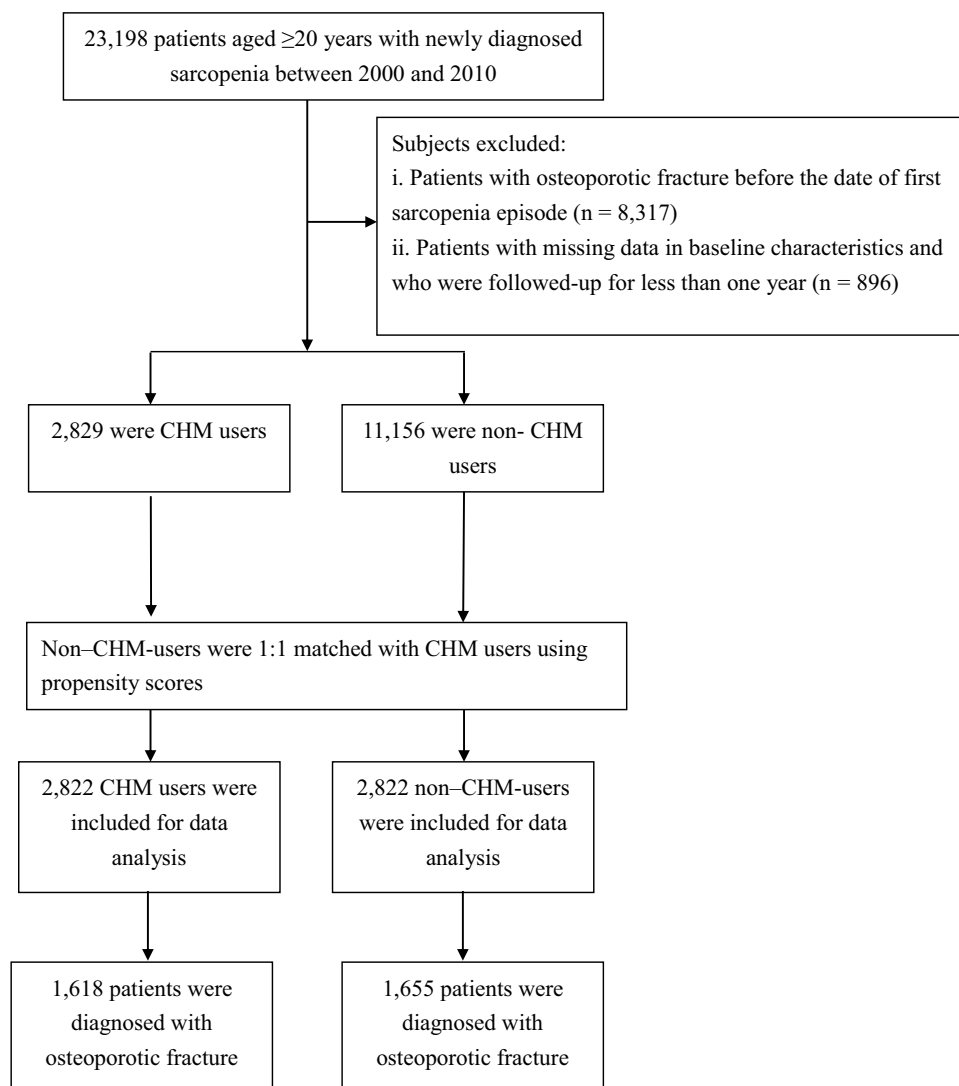 23,198 patients aged ≥20 years with newly diagnosed
sarcopenia between 2000 and 2010
Subjects excluded:
i. Patients with osteoporotic fracture before the date of first
sarcopenia episode (n = 8,317)
ii. Patients with missing data in baseline characteristics and
who were followed-up for less than one year (n = 896)
2,829 were CHM users
11,156 were non- CHM
users
Non–CHM-users were 1:1 matched with CHM users using
propensity scores
2,822 CHM users were
included for data
analysis
2,822 non–CHM-users
were included for data
analysis
1,618 patients were
diagnosed with
osteoporotic fracture
1,655 patients were
diagnosed with
osteoporotic fracture